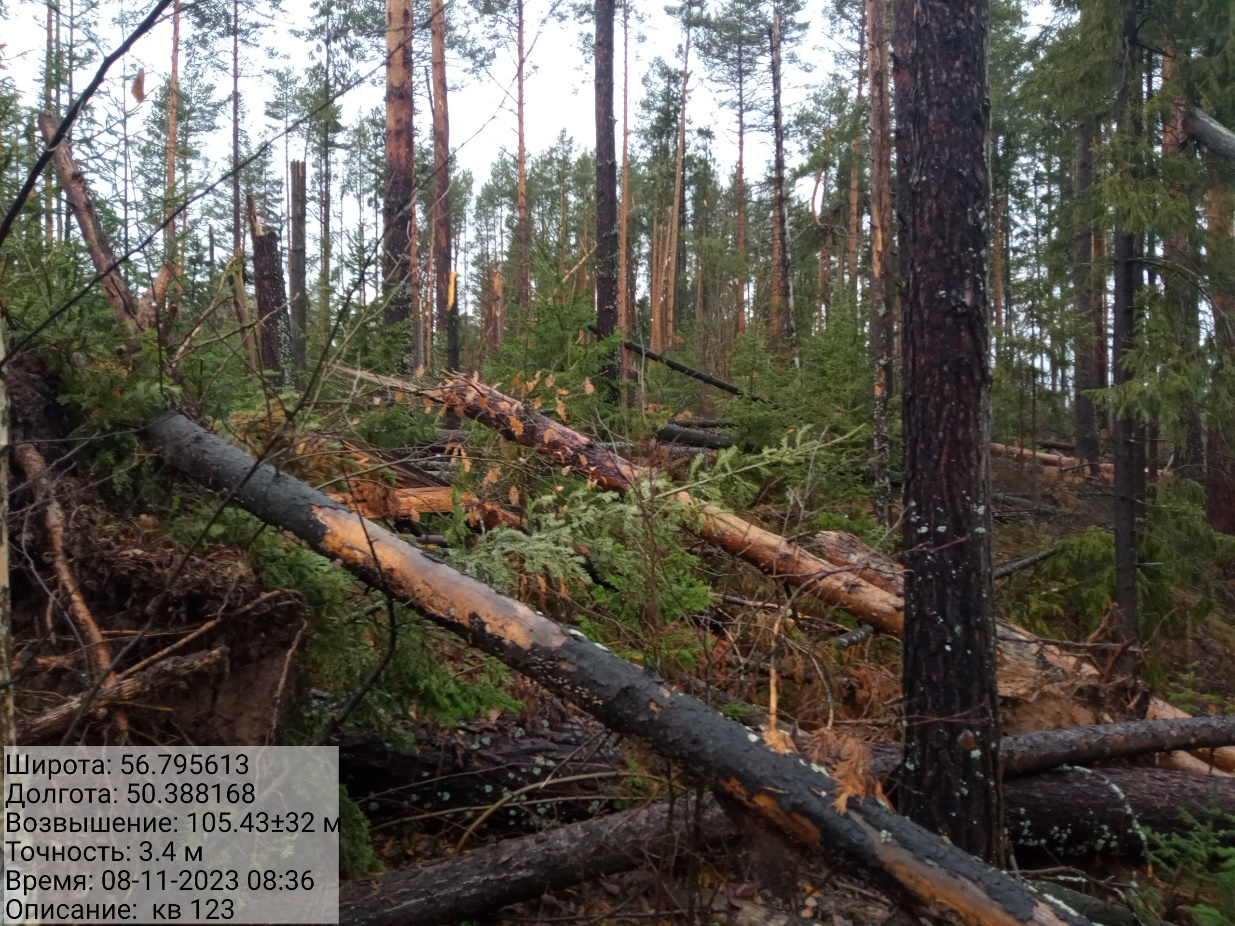 Широта: 56.795613
Долгота: 50.388168
Возвышение: 105.43±32 м
Точность: 3.4 м
Время: 08-11-2023 08:36
Описание: кв 123